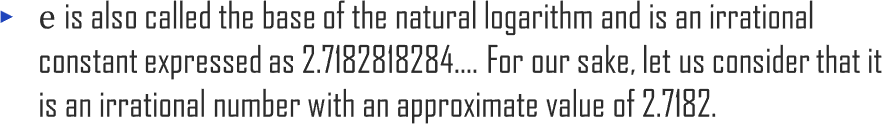 ► e is also called the base of the natural logarithm and is an irrational
constant expressed as 2.7182818284.... For our sake, let us consider that it
is an irrational number with an approximate value of 2.7182.